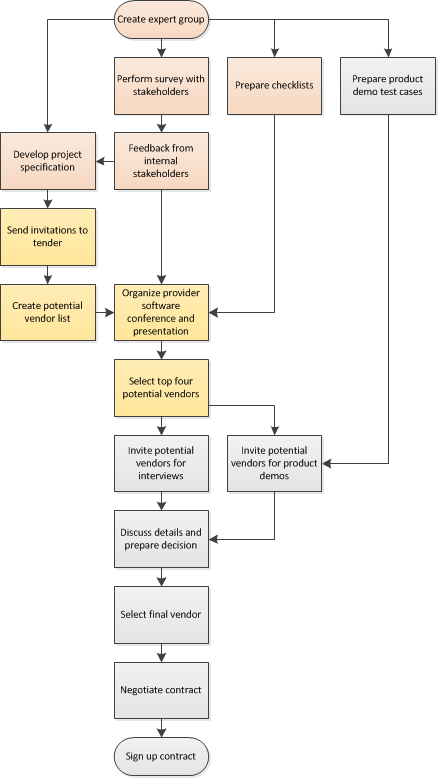 Create expert group
Perform survey with
stakeholders
Prepare checklists
Prepare product
demo test cases
Develop project
specification
Feedback from
internal
stakeholders
Send invitations to
tender
Create potential
vendor list
Organize provider
software
conference and
presentation
Select top four
potential vendors
Invite potential
vendors for
interviews
Invite potential
vendors for product
demos
Discuss details and
prepare decision
Select final vendor
Negotiate contract
Sign up contract